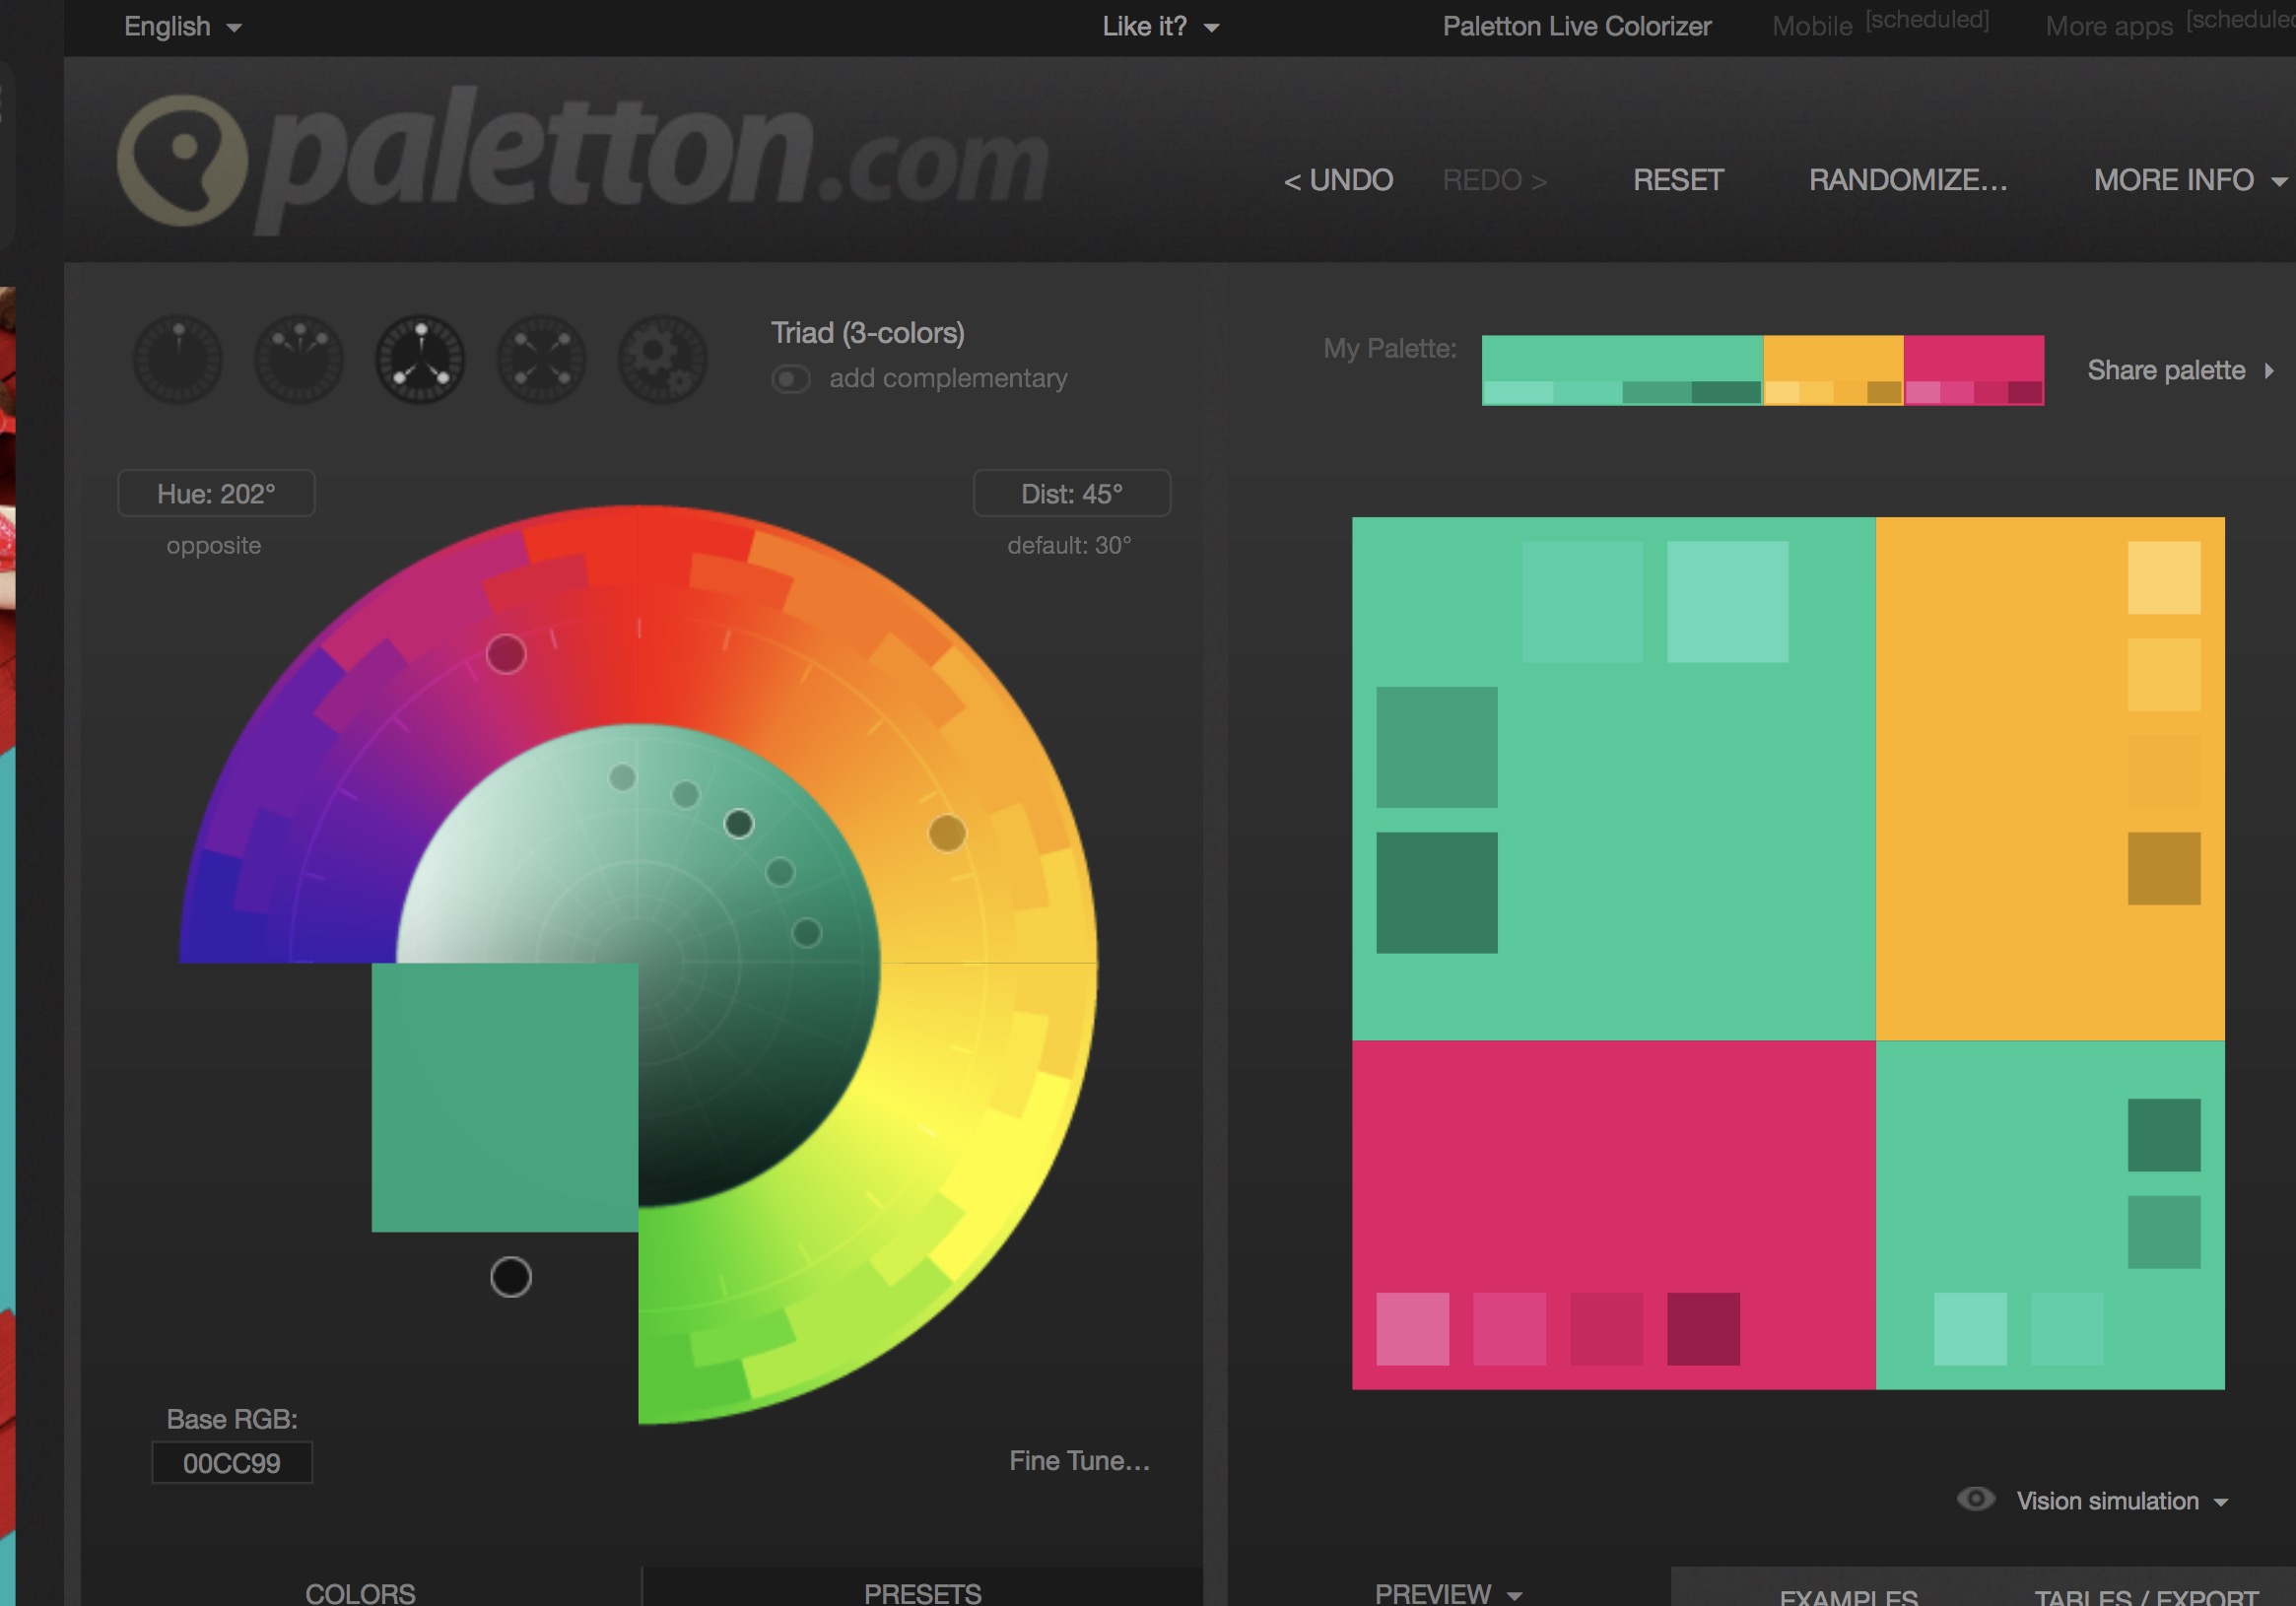 English
Like it?
Paletton Live Colorizer
Mobile [scheduled]
More apps
paletton.com
< UNDO
REDO >
RESET
RANDOMIZE...
MORE INFO
Triad (3-colors)
add complementary
My Palette:
Share palette
Hue: 202°
opposite
Dist: 45°
default: 30°
Base RGB:
00CC99
Fine Tune...
Vision simulation
COLORS
PRESETS
PREVIEW
EXAMPLES
TABLES / EXPORT